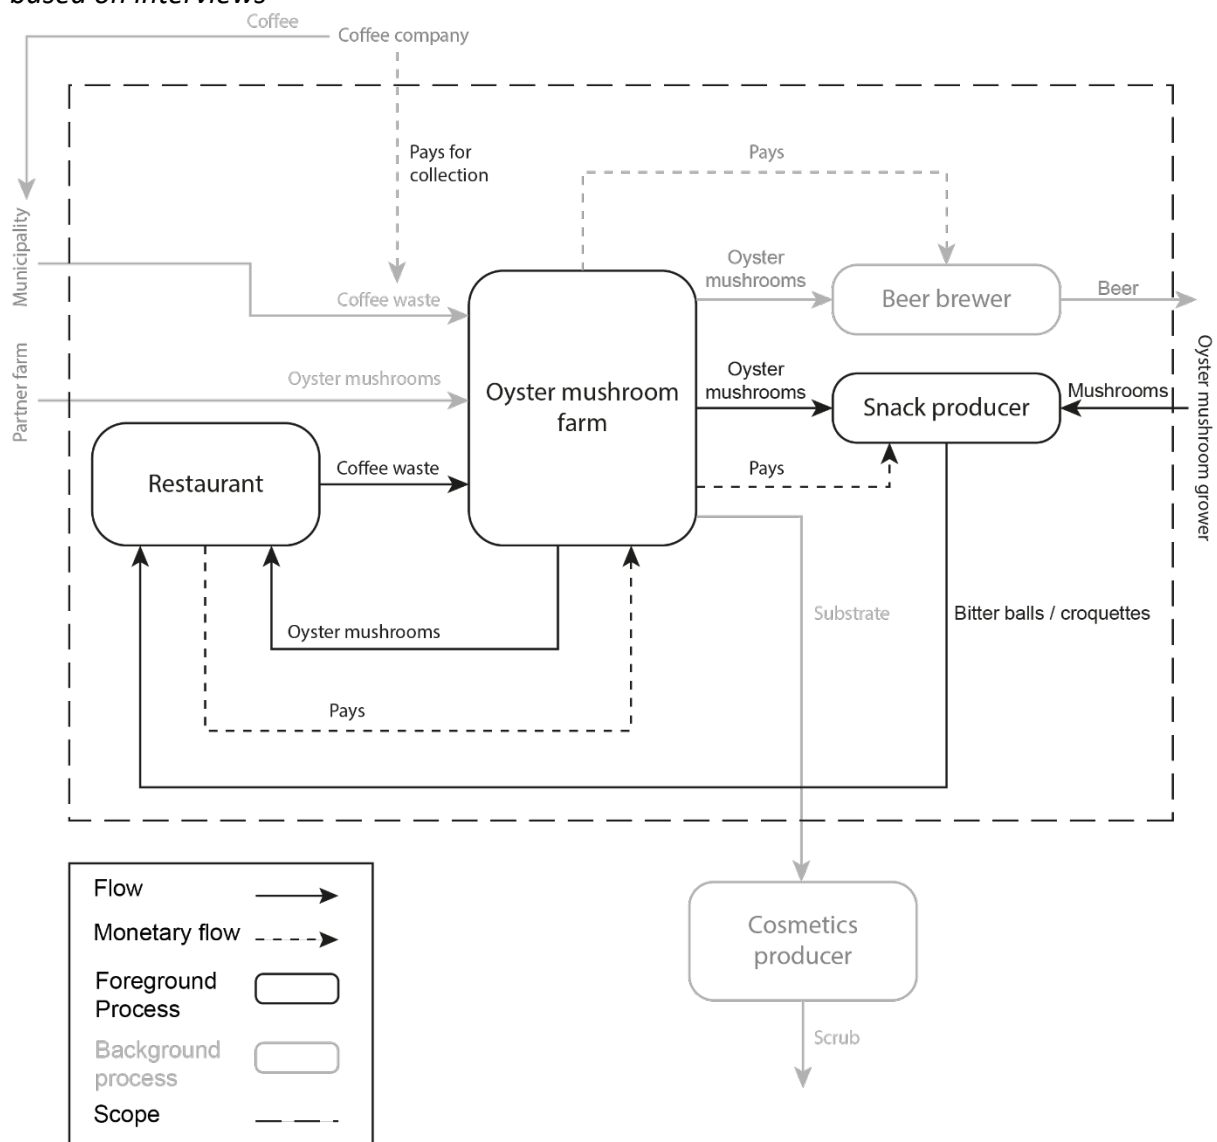 based on interviews
Coffee
Coffee company
Pays for
collection
Pays
Municipality
Coffee waste
Oyster
mushrooms
Beer brewer
Beer
Partner farm
Oyster mushrooms
Oyster mushroom
farm
Oyster
mushrooms
Snack producer
Mushrooms
Oyster mushroom grower
Restaurant
Coffee waste
Pays
Oyster mushrooms
Substrate
Bitter balls / croquettes
Pays
Cosmetics
producer
Scrub
Flow
Monetary flow
Foreground
Process
Background
process
Scope